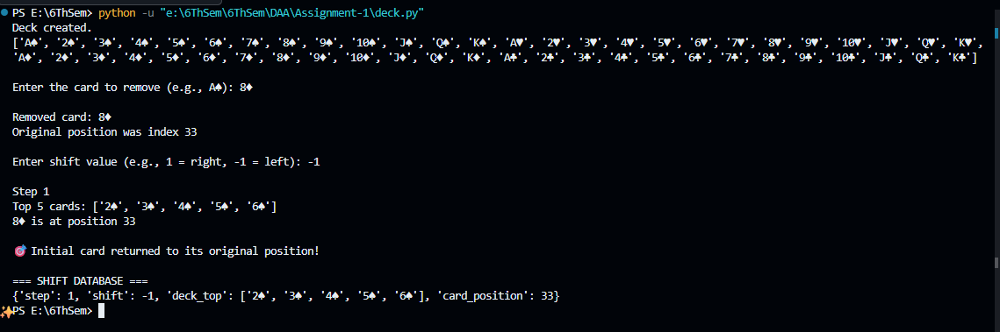 PS E:\6ThSem> python -u "e:\6ThSem\6ThSem\DAA\Assignment-1\deck.py"
Deck created.
['A♠', '2♠', '3♠', '4♠', '5♠', '6♠', '7♠', '8♠', '9♠', '10♠', 'J♠', 'Q♠', 'K♠', 'A♥', '2♥', '3♥', '4♥', '5♥', '6♥', '7♥', '8♥', '9♥', '10♥', 'J♥', 'Q♥', 'K♥',
'A♦', '2♦', '3♦', '4♦', '5♦', '6♦', '7♦', '8♦', '9♦', '10♦', 'J♦', 'Q♦', 'K♦', 'A♣', '2♣', '3♣', '4♣', '5♣', '6♣', '7♣', '8♣', '9♣', '10♣', 'J♣', 'Q♣', 'K♣']
Enter the card to remove (e.g., A♠): 8♦
Removed card: 8♦
Original position was index 33
Enter shift value (e.g., 1 = right, -1 = left): -1
Step 1
Top 5 cards: ['2♠', '3♠', '4♠', '5♠', '6♠']
8♦ is at position 33
🎯 Initial card returned to its original position!
=== SHIFT DATABASE ===
{'step': 1, 'shift': -1, 'deck_top': ['2♠', '3♠', '4♠', '5♠', '6♠'], 'card_position': 33}
PS E:\6ThSem>